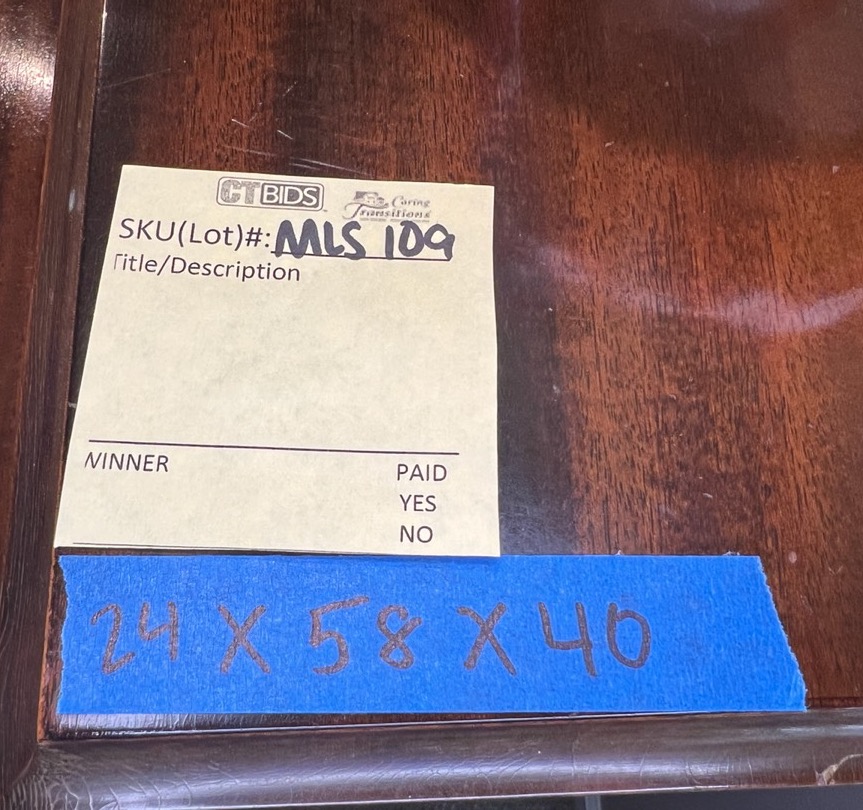 CTBIDS
Caring
Transitions
SKU(Lot)#: MLS 109
Title/Description
WINNER PAID
YES
NO
24 X 58 X 40